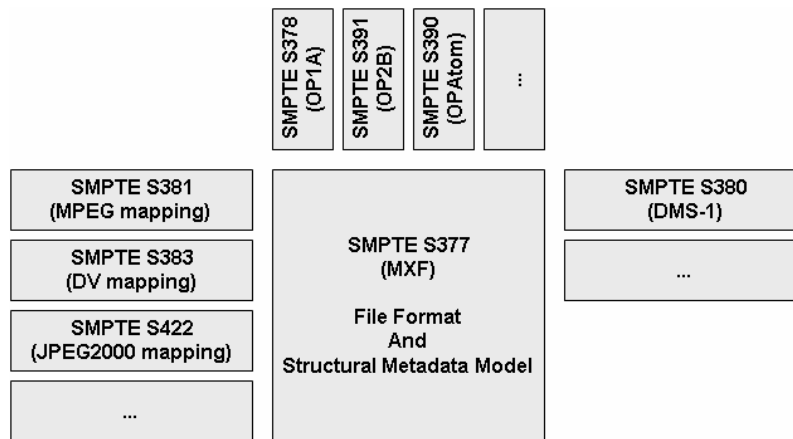 SMPTE S378
(OP1A)
SMPTE S391
(OP2B)
SMPTE S390
(OPAtom)
...
SMPTE S381
(MPEG mapping)
SMPTE S383
(DV mapping)
SMPTE S422
(JPEG2000 mapping)
...
SMPTE S377
(MXF)
File Format
And
Structural Metadata Model
SMPTE S380
(DMS-1)
...